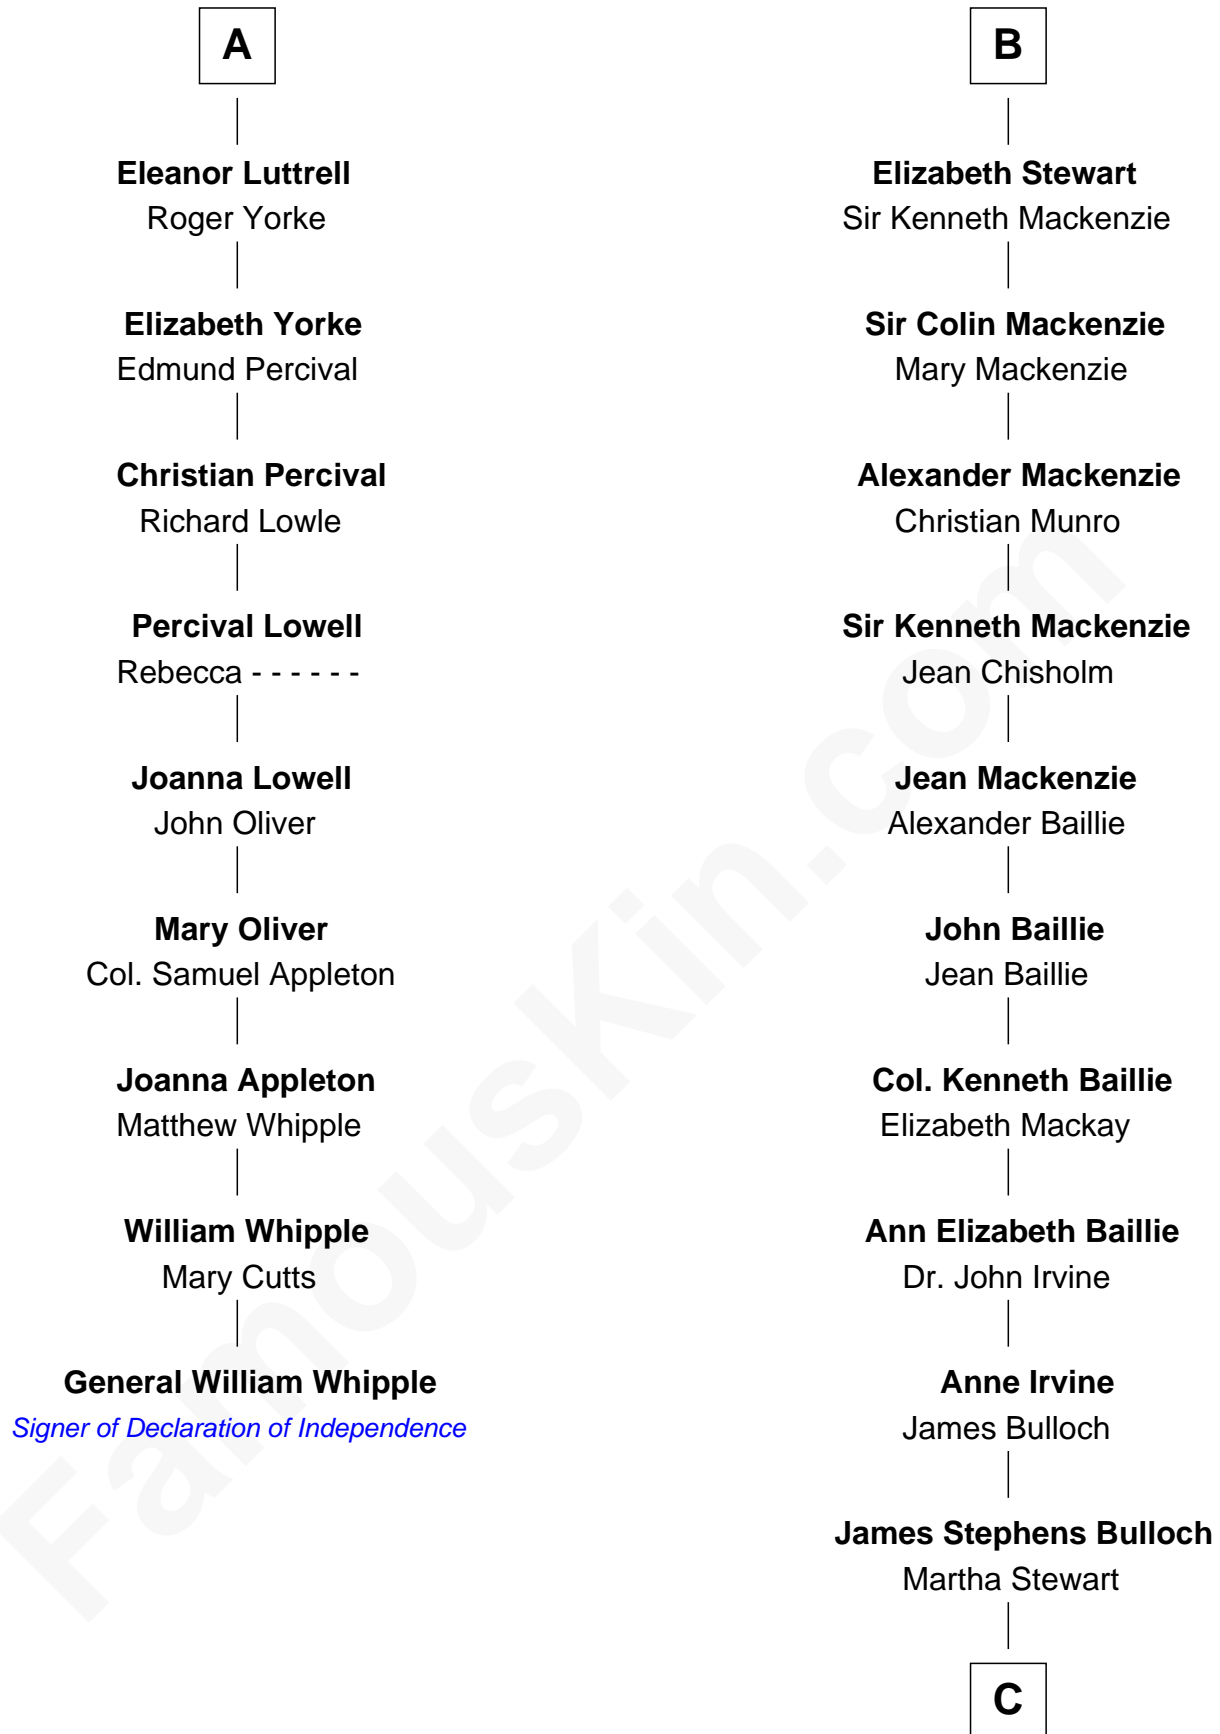 A
Eleanor Luttrell
Roger Yorke
Elizabeth Yorke
Edmund Percival
Christian Percival
Richard Lowle
Percival Lowell
Rebecca - - - - - -
Joanna Lowell
John Oliver
Mary Oliver
Col. Samuel Appleton
Joanna Appleton
Matthew Whipple
William Whipple
Mary Cutts
General William Whipple
Signer of Declaration of Independence
B
Elizabeth Stewart
Sir Kenneth Mackenzie
Sir Colin Mackenzie
Mary Mackenzie
Alexander Mackenzie
Christian Munro
Sir Kenneth Mackenzie
Jean Chisholm
Jean Mackenzie
Alexander Baillie
John Baillie
Jean Baillie
Col. Kenneth Baillie
Elizabeth Mackay
Ann Elizabeth Baillie
Dr. John Irvine
Anne Irvine
James Bulloch
James Stephens Bulloch
Martha Stewart
C
FamousKin.com